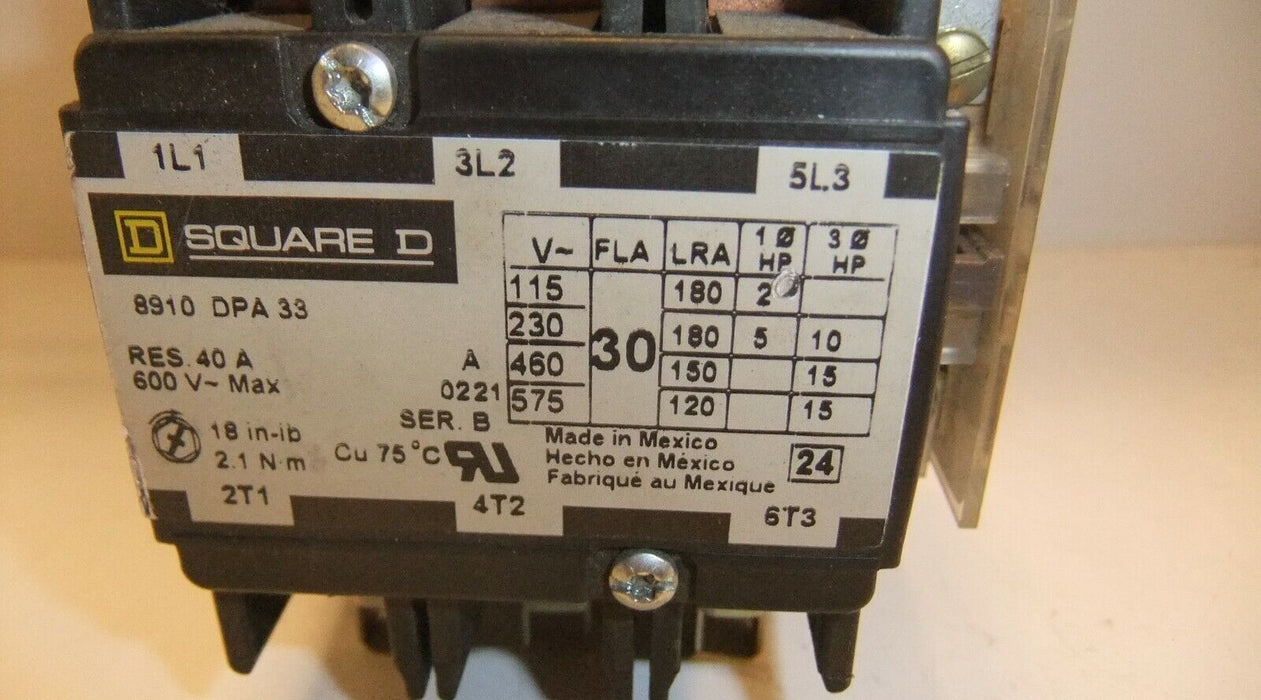 1L1 3L2 5L3
D SQUARE D
8910 DPA 33
RES. 40 A
600 V~ Max
A
0221
SER. B
18 in-ib
2.1 N·m
Cu 75°C
V~ FLA LRA 1 Ø HP 3 Ø HP
115 180 2
230 180 5 10
30
460 150 15
575 120 15
Made in Mexico
Hecho en México
Fabriqué au Mexique
24
2T1 4T2 6T3